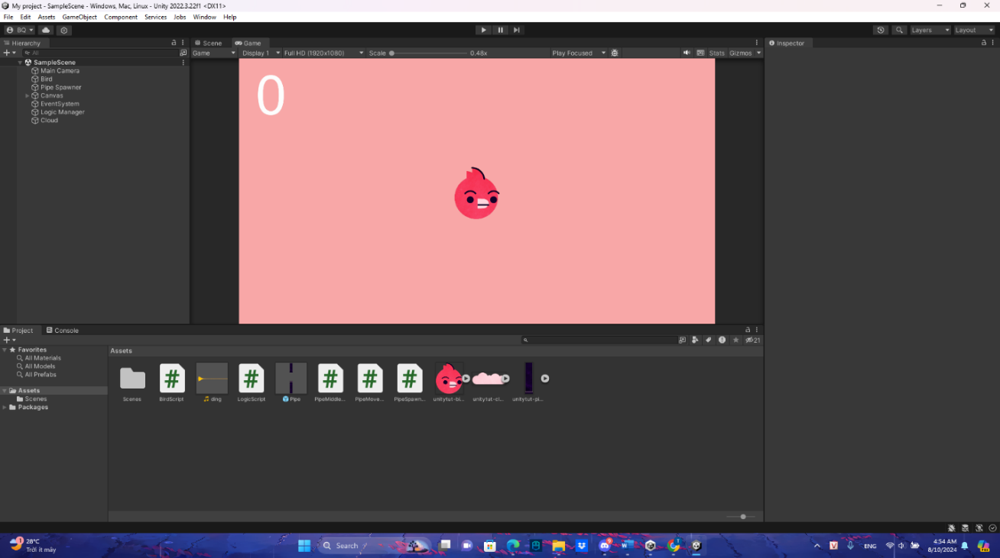 My project - SampleScene - Windows, Mac, Linux - Unity 2022.3.22f1 <DX11>
File Edit Assets GameObject Component Services Jobs Window Help
BQ Layers Layout
Hierarchy Scene Game Inspector
All Game Display 1 Full HD (1920x1080) Scale 0.48x Play Focused Stats Gizmos
SampleScene
Main Camera
Bird
Pipe Spawner
Canvas
EventSystem
Logic Manager
Cloud
0
Project Console
21
Favorites
All Materials
All Models
All Prefabs
Assets
Scenes
Packages
Assets
Scenes BirdScript ding LogicScript Pipe PipeMiddle... PipeMove... PipeSpawn... unitytut-bi... unitytut-cl... unitytut-pi...
1
28°C
Trời ít mây
Search
ENG
4:54 AM
8/10/2024